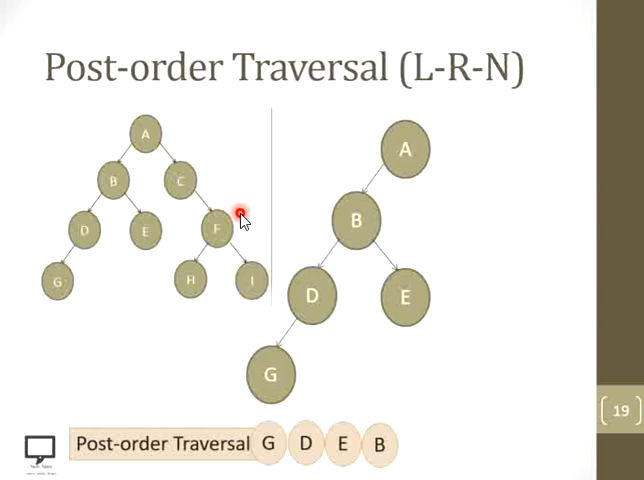 Post-order Traversal (L-R-N)
A
B C
D E F
G H I
A
B
D E
G
19
Post-order Traversal G D E B